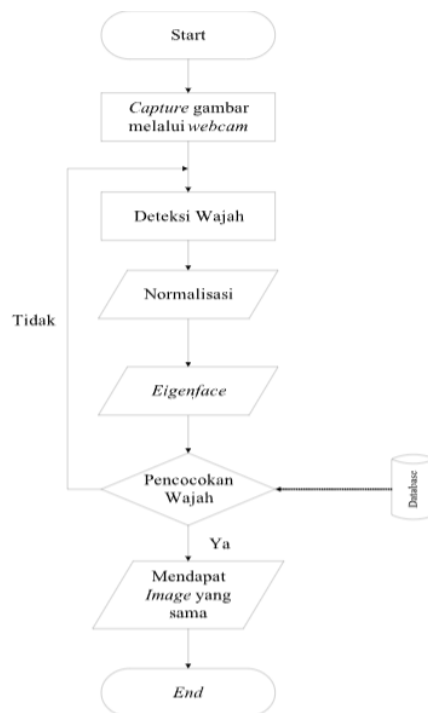 Start
Capture gambar
melalui webcam
Deteksi Wajah
Normalisasi
Tidak
Eigenface
Pencocokan
Wajah
Database
Ya
Mendapat
Image yang
sama
End